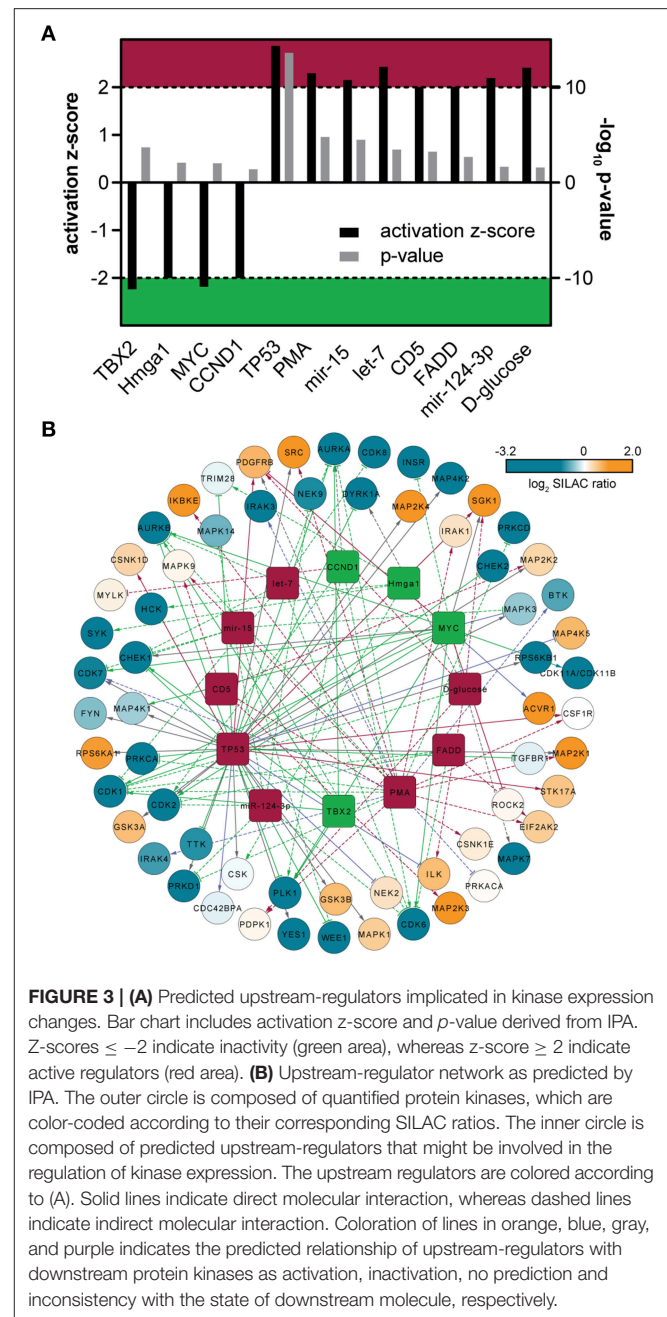 A
activation z-score
2
1
0
-1
-2
-log10 p-value
10
0
-10
activation z-score
p-value
TBX2
Hmga1
MYC
CCND1
TP53
PMA
mir-15
let-7
CD5
FADD
mir-124-3p
D-glucose
B
-3.2
0
2.0
log2 SILAC ratio
AURKA
CDK8
SRC
PDGFRB
INSR
TRIM28
NEK9
DYRK1A
MAP4K2
IKBKE
IRAK3
MAP2K4
SGK1
AURKB
MAPK14
IRAK1
PRKCD
CSNK1D
MAPK9
let-7
CCND1
Hmga1
CHEK2
MAP2K2
MYLK
HCK
mir-15
MYC
MAPK3
BTK
SYK
CHEK1
RPS6KB1
MAP4K5
CDK7
CD5
D-glucose
CDK11A/CDK11B
FYN
MAP4K1
ACVR1
CSF1R
RPS6KA1
PRKCA
TP53
FADD
TGFBR1
MAP2K1
CDK1
CDK2
miR-124-3p
TBX2
PMA
ROCK2
STK17A
GSK3A
EIF2AK2
IRAK4
TTK
CSK
CSNK1E
MAPK7
PRKD1
PLK1
GSK3B
NEK2
ILK
PRKACA
CDC42BPA
PDPK1
YES1
WEE1
MAPK1
CDK6
MAP2K3
FIGURE 3 | (A) Predicted upstream-regulators implicated in kinase expression
changes. Bar chart includes activation z-score and p-value derived from IPA.
Z-scores ≤ −2 indicate inactivity (green area), whereas z-score ≥ 2 indicate
active regulators (red area). (B) Upstream-regulator network as predicted by
IPA. The outer circle is composed of quantified protein kinases, which are
color-coded according to their corresponding SILAC ratios. The inner circle is
composed of predicted upstream-regulators that might be involved in the
regulation of kinase expression. The upstream regulators are colored according
to (A). Solid lines indicate direct molecular interaction, whereas dashed lines
indicate indirect molecular interaction. Coloration of lines in orange, blue, gray,
and purple indicates the predicted relationship of upstream-regulators with
downstream protein kinases as activation, inactivation, no prediction and
inconsistency with the state of downstream molecule, respectively.